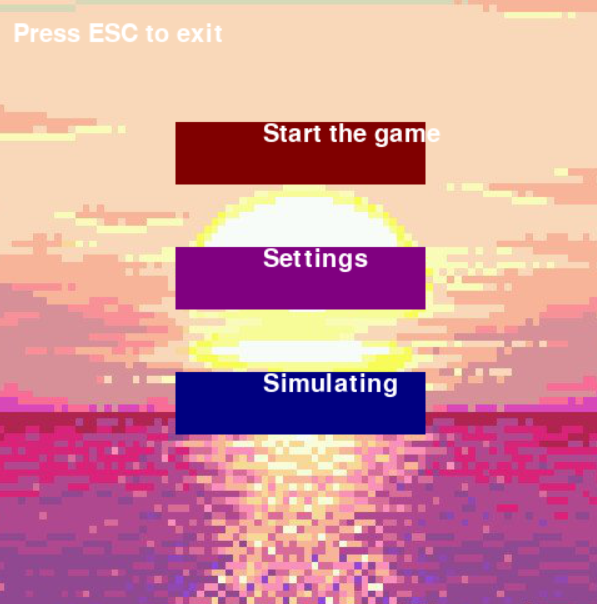 Press ESC to exit
Start the game
Settings
Simulating